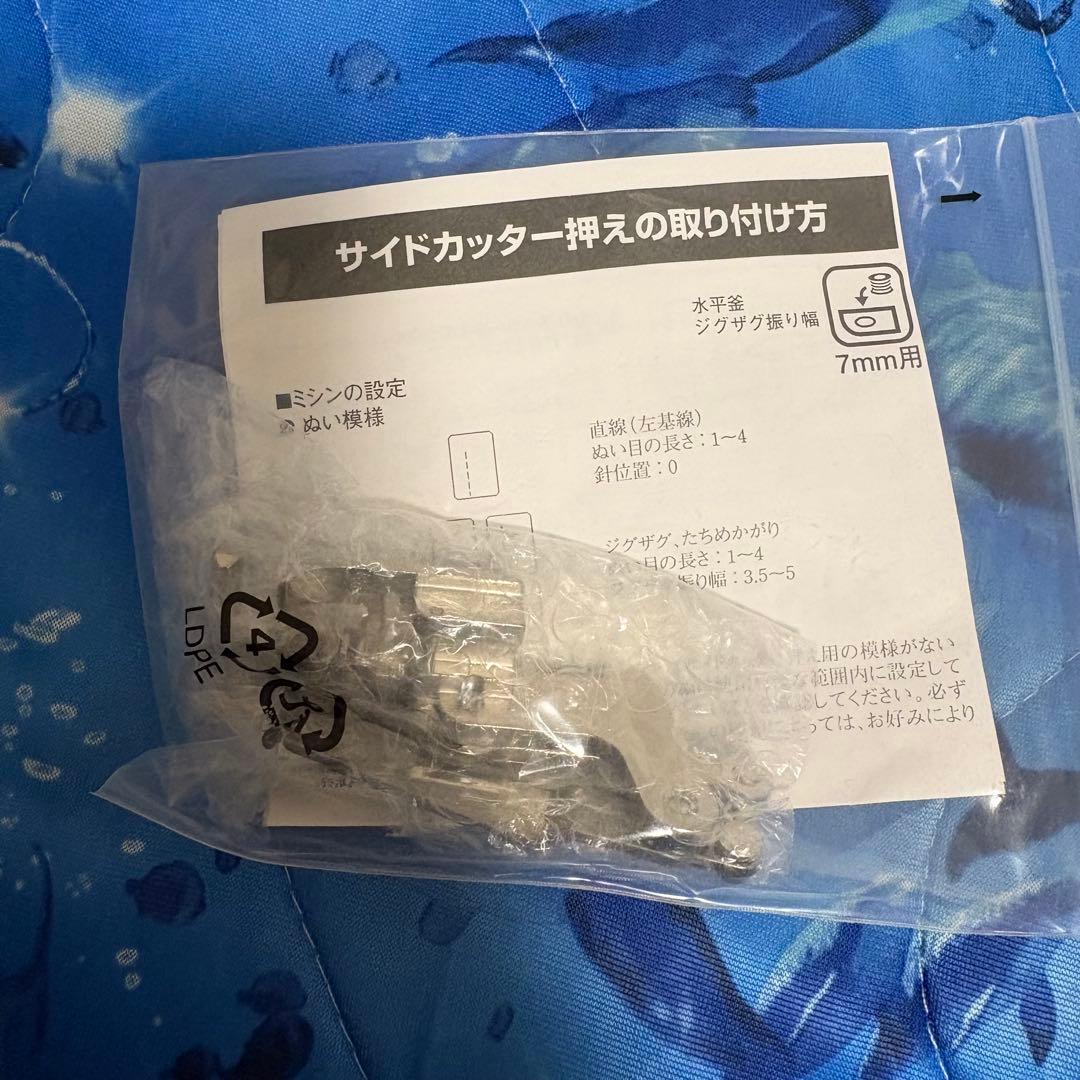 サイドカッター押えの取り付け方
水平釜
ジグザグ振り幅
7mm用
■ミシンの設定
ぬい模様
直線(左基線)
ぬい目の長さ:1〜4
針位置:0
ジグザグ、たちめかがり
目の長さ:1〜4
振り幅:3.5〜5
用の模様がない
範囲内に設定して
してください。必ず
っては、お好みにより
4
LDPE